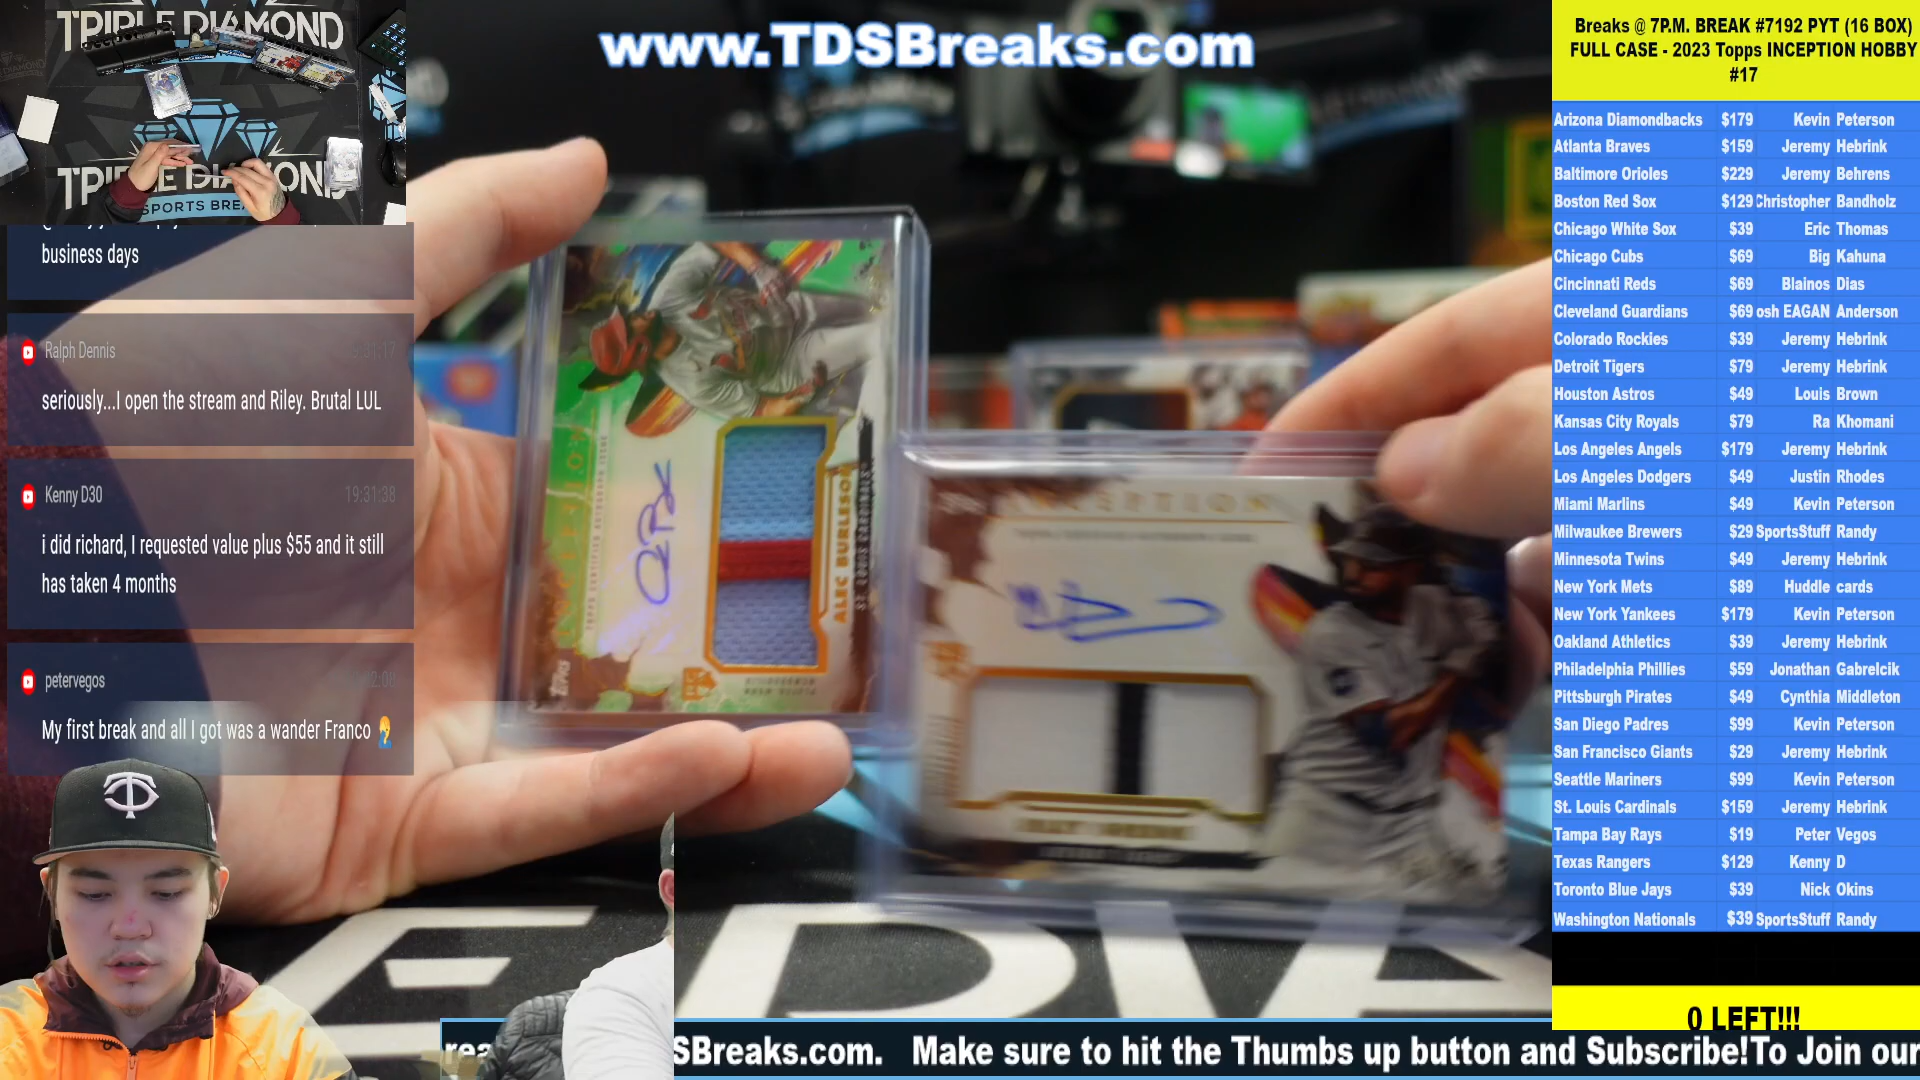 TRIPLE DIAMOND
TRIPLE DIAMOND
SPORTS BREA
business days
Ralph Dennis
seriously...I open the stream and Riley. Brutal LUL
Kenny D30 19:31:38
i did richard, I requested value plus $55 and it still
has taken 4 months
petervegos
My first break and all I got was a wander Franco
www.TDSBreaks.com
TOPPS CERTIFIED AUTOGRAPH ISSUE
ALEC BURLESON
ST. LOUIS CARDINALS
Topps
INCEPTION
Breaks @ 7P.M. BREAK #7192 PYT (16 BOX)
FULL CASE - 2023 Topps INCEPTION HOBBY
#17
Arizona Diamondbacks $179 Kevin Peterson
Atlanta Braves $159 Jeremy Hebrink
Baltimore Orioles $229 Jeremy Behrens
Boston Red Sox $129 Christopher Bandholz
Chicago White Sox $39 Eric Thomas
Chicago Cubs $69 Big Kahuna
Cincinnati Reds $69 Blainos Dias
Cleveland Guardians $69 osh EAGAN Anderson
Colorado Rockies $39 Jeremy Hebrink
Detroit Tigers $79 Jeremy Hebrink
Houston Astros $49 Louis Brown
Kansas City Royals $79 Ra Khomani
Los Angeles Angels $179 Jeremy Hebrink
Los Angeles Dodgers $49 Justin Rhodes
Miami Marlins $49 Kevin Peterson
Milwaukee Brewers $29 SportsStuff Randy
Minnesota Twins $49 Jeremy Hebrink
New York Mets $89 Huddle cards
New York Yankees $179 Kevin Peterson
Oakland Athletics $39 Jeremy Hebrink
Philadelphia Phillies $59 Jonathan Gabrelcik
Pittsburgh Pirates $49 Cynthia Middleton
San Diego Padres $99 Kevin Peterson
San Francisco Giants $29 Jeremy Hebrink
Seattle Mariners $99 Kevin Peterson
St. Louis Cardinals $159 Jeremy Hebrink
Tampa Bay Rays $19 Peter Vegos
Texas Rangers $129 Kenny D
Toronto Blue Jays $39 Nick Okins
Washington Nationals $39 SportsStuff Randy
0 LEFT!!!
SBreaks.com. Make sure to hit the Thumbs up button and Subscribe!To Join our